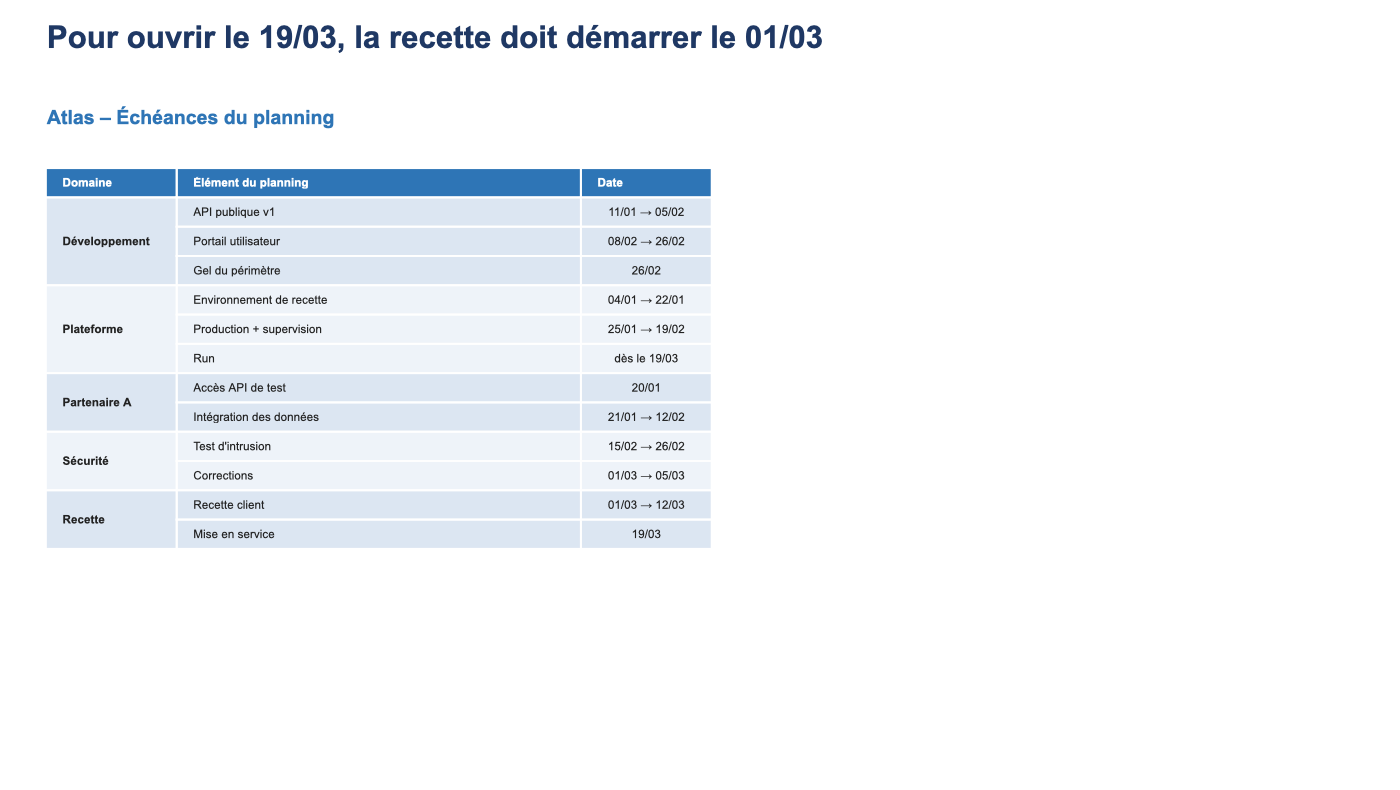 Pour ouvrir le 19/03, la recette doit démarrer le 01/03
Atlas – Échéances du planning
Domaine Élément du planning Date
Développement
API publique v1 11/01 → 05/02
Portail utilisateur 08/02 → 26/02
Gel du périmètre 26/02
Plateforme
Environnement de recette 04/01 → 22/01
Production + supervision 25/01 → 19/02
Run dès le 19/03
Partenaire A
Accès API de test 20/01
Intégration des données 21/01 → 12/02
Sécurité
Test d'intrusion 15/02 → 26/02
Corrections 01/03 → 05/03
Recette
Recette client 01/03 → 12/03
Mise en service 19/03